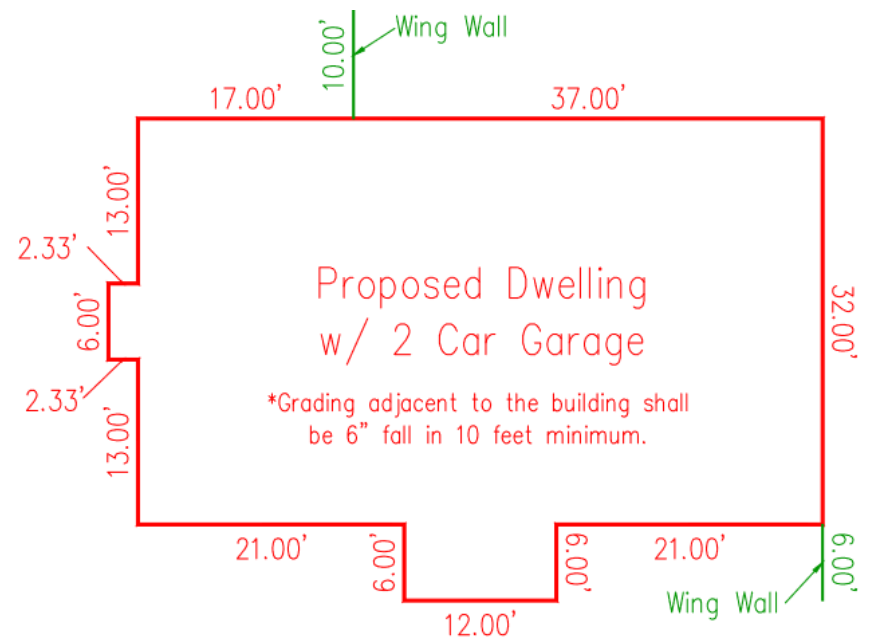 Wing Wall
10.00'
17.00'
37.00'
13.00'
2.33'
6.00'
2.33'
13.00'
Proposed Dwelling
w/ 2 Car Garage
*Grading adjacent to the building shall
be 6" fall in 10 feet minimum.
32.00'
21.00'
6.00'
12.00'
6.00'
21.00'
Wing Wall
6.00'